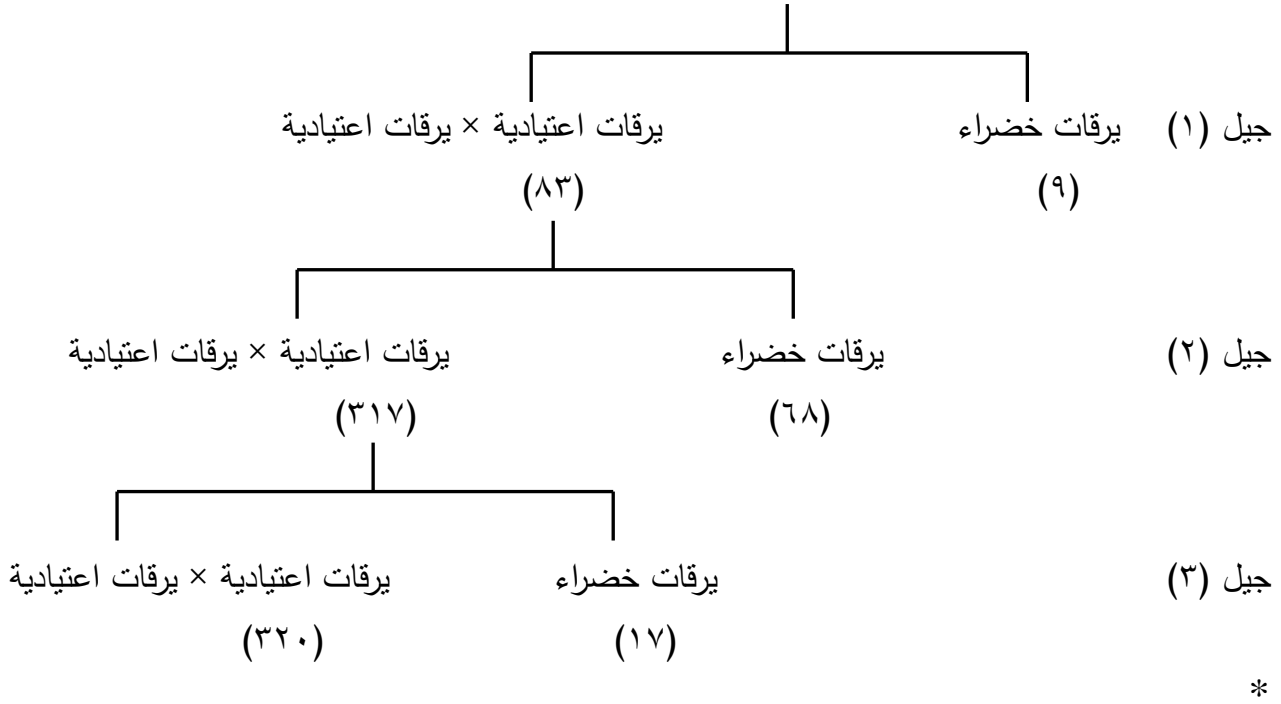 جيل (١) يرقات خضراء يرقات اعتيادية × يرقات اعتيادية
(٩) (٨٣)
جيل (٢) يرقات خضراء يرقات اعتيادية × يرقات اعتيادية
(٦٨) (٣١٧)
جيل (٣) يرقات خضراء يرقات اعتيادية × يرقات اعتيادية
(١٧) (٣٢٠)
*